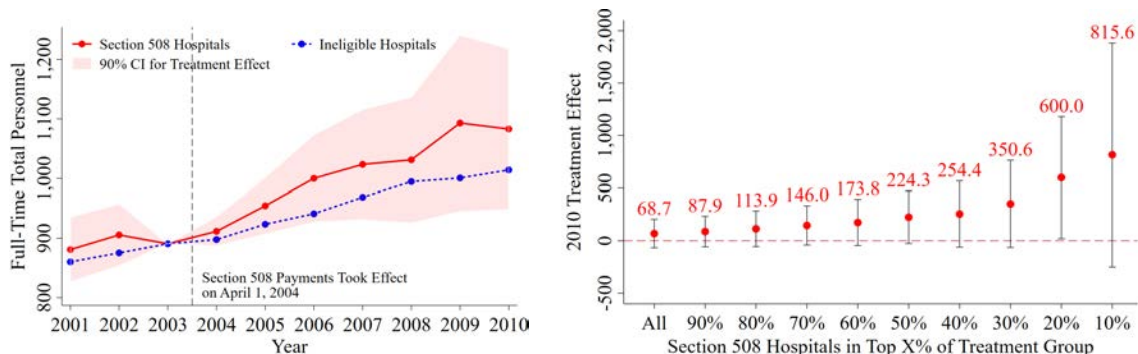 Section 508 Hospitals
Ineligible Hospitals
90% CI for Treatment Effect
Full-Time Total Personnel
1,200
1,100
1,000
900
800
Section 508 Payments Took Effect
on April 1, 2004
2001 2002 2003 2004 2005 2006 2007 2008 2009 2010
Year
2010 Treatment Effect
2,000
1,500
1,000
500
0
-500
68.7 87.9 113.9 146.0 173.8 224.3 254.4 350.6 600.0 815.6
All 90% 80% 70% 60% 50% 40% 30% 20% 10%
Section 508 Hospitals in Top X% of Treatment Group